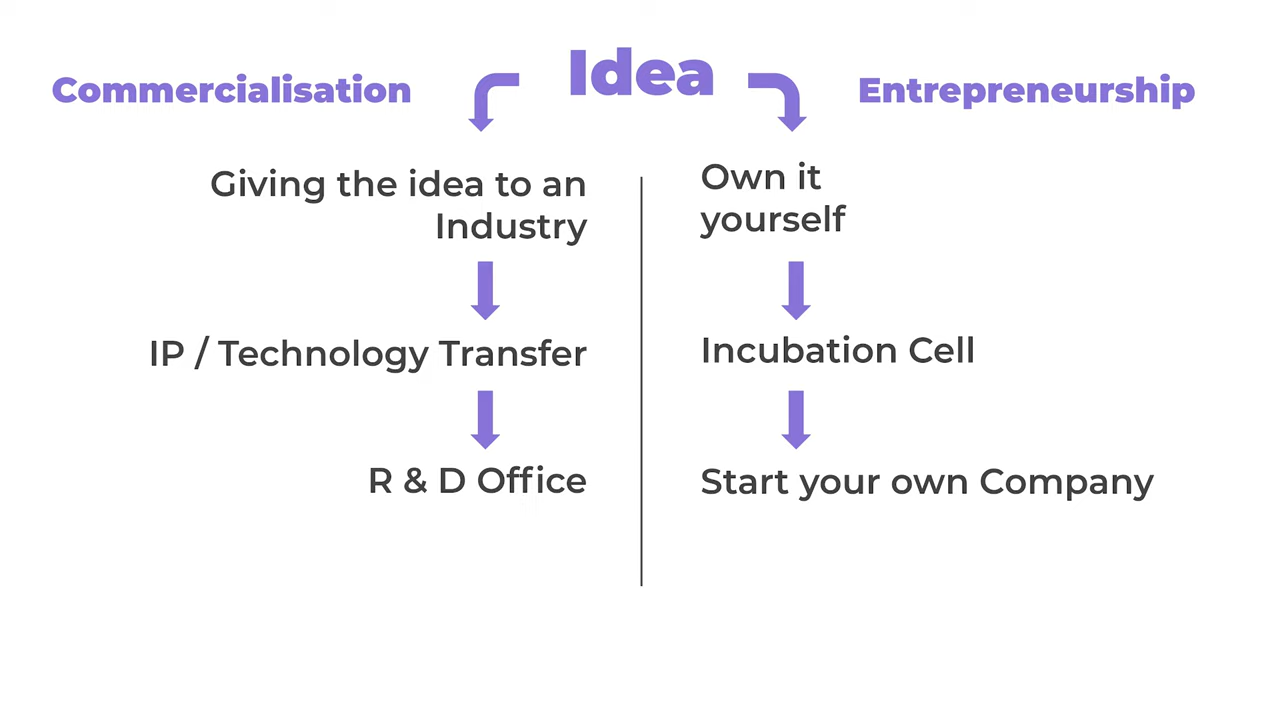 Idea
Commercialisation
Giving the idea to an
Industry
IP / Technology Transfer
R & D Office
Entrepreneurship
Own it
yourself
Incubation Cell
Start your own Company